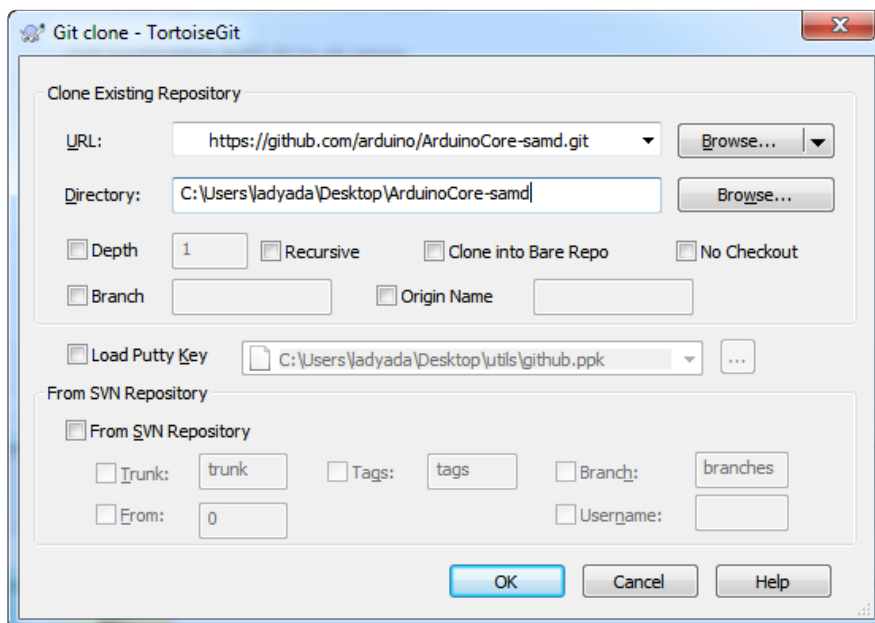 Git clone - TortoiseGit
Clone Existing Repository
URL: https://github.com/arduino/ArduinoCore-samd.git Browse...
Directory: C:\Users\ladyada\Desktop\ArduinoCore-samd Browse...
Depth 1 Recursive Clone into Bare Repo No Checkout
Branch Origin Name
Load Putty Key C:\Users\ladyada\Desktop\utils\github.ppk ...
From SVN Repository
From SVN Repository
Trunk: trunk Tags: tags Branch: branches
From: 0 Username:
OK Cancel Help